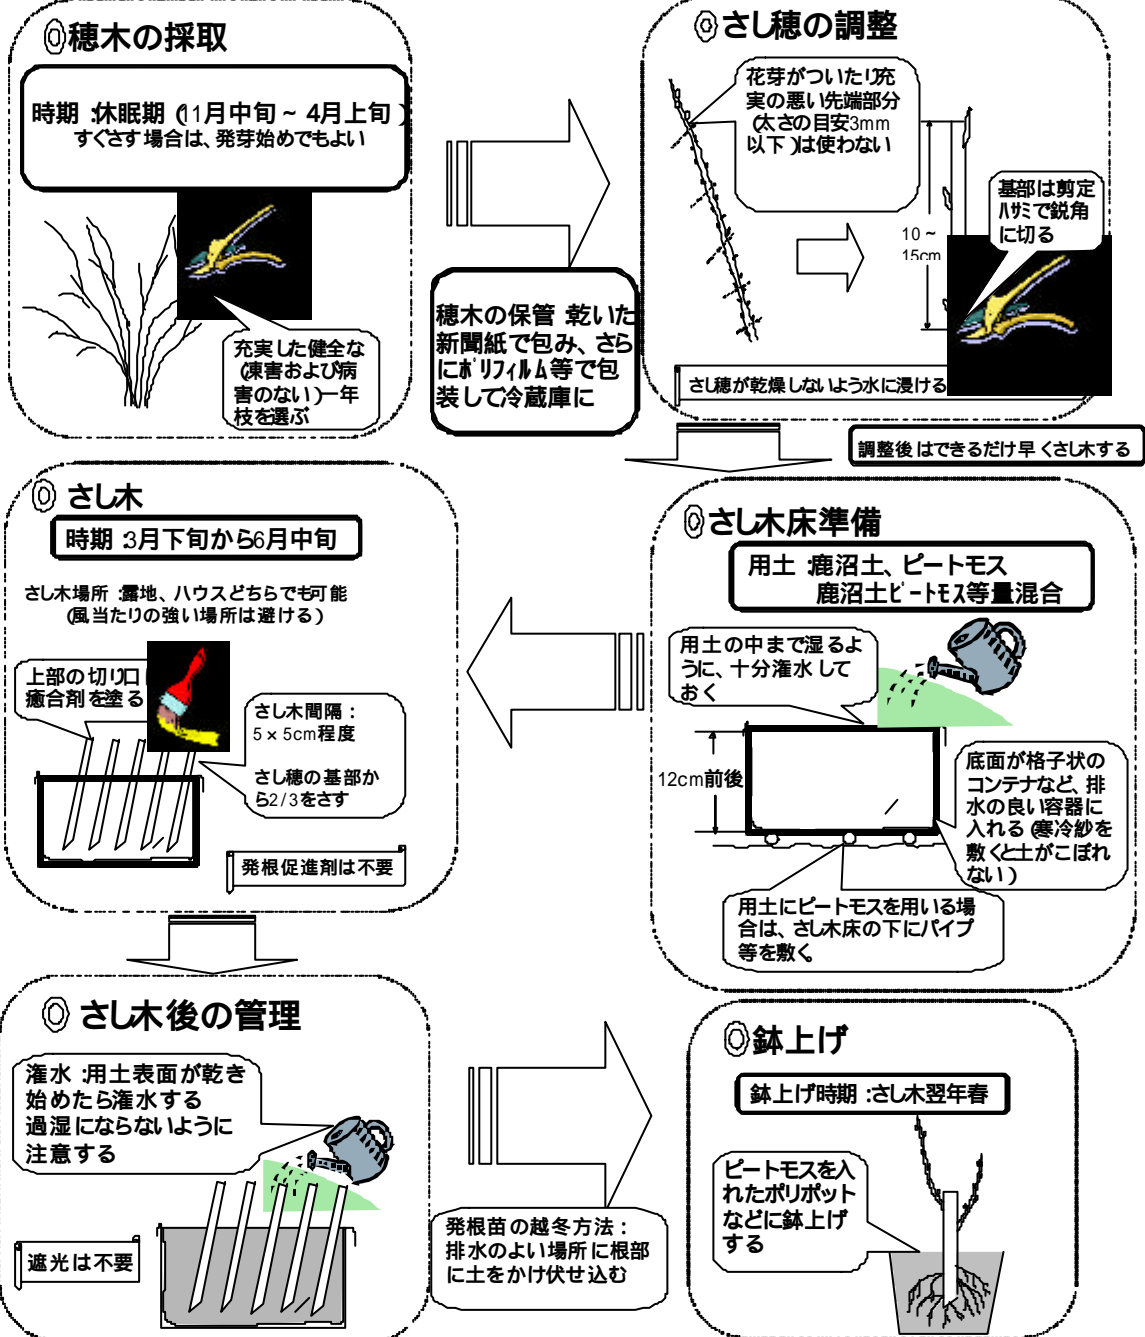 ◎穂木の採取
時期:休眠期(11月中旬~4月上旬)
すぐさす場合は、発芽始めでもよい
充実した健全な
(凍害および病
害のない)一年
枝を選ぶ
穂木の保管:乾いた
新聞紙で包み、さら
にポリフィルム等で包
装して冷蔵庫に
◎さし穂の調整
花芽がついたり充
実の悪い先端部分
(太さの目安3mm
以下)は使わない
基部は剪定
ハサミで鋭角
に切る
10~
15cm
さし穂が乾燥しないよう水に浸ける
調整後はできるだけ早くさし木する
◎さし木床準備
用土:鹿沼土、ピートモス
鹿沼土ピートモス等量混合
用土の中まで湿るよ
うに、十分潅水して
おく
12cm前後
底面が格子状の
コンテナなど、排
水の良い容器に
入れる(寒冷紗を
敷くと土がこぼれ
ない)
用土にピートモスを用いる場
合は、さし木床の下にパイプ
等を敷く
◎さし木
時期:3月下旬から6月中旬
さし木場所:露地、ハウスどちらでも可能
(風当たりの強い場所は避ける)
上部の切り口
癒合剤を塗る
さし木間隔:
5×5cm程度
さし穂の基部か
ら2/3をさす
発根促進剤は不要
◎さし木後の管理
潅水:用土表面が乾き
始めたら潅水する
過湿にならないように
注意する
遮光は不要
発根苗の越冬方法:
排水のよい場所に根部
に土をかけ伏せ込む
◎鉢上げ
鉢上げ時期:さし木翌年春
ピートモスを入
れたポリポット
などに鉢上げ
する